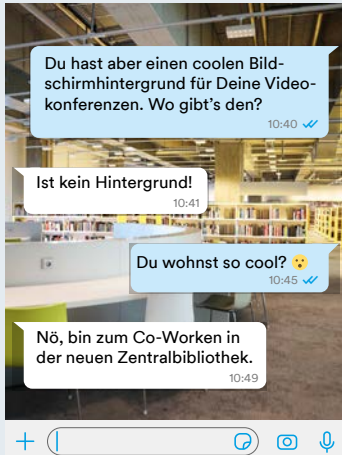 Du hast aber einen coolen Bild-
schirmhintergrund für Deine Video-
konferenzen. Wo gibt's den?
10:40
Ist kein Hintergrund!
10:41
Du wohnst so cool? 😮
10:45
Nö, bin zum Co-Worken in
der neuen Zentralbibliothek.
10:49